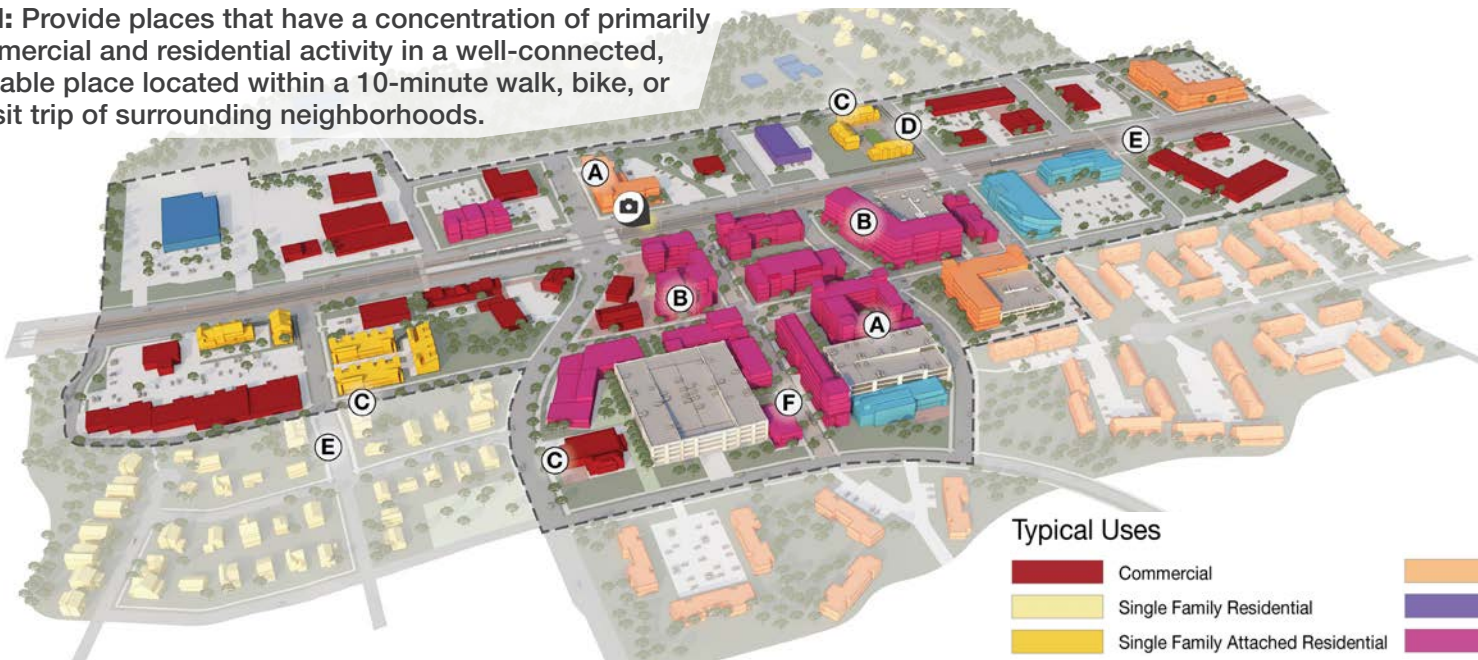 l: Provide places that have a concentration of primarily
mercial and residential activity in a well-connected,
able place located within a 10-minute walk, bike, or
sit trip of surrounding neighborhoods.
C
D
E
A
B
B
A
C
F
E
C
Typical Uses
Commercial
Single Family Residential
Single Family Attached Residential